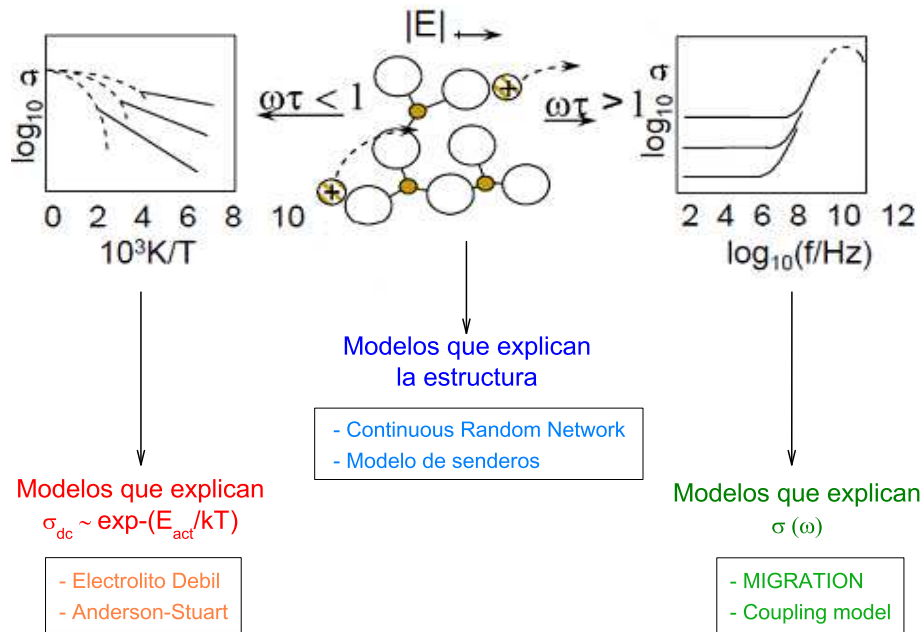 |E|
ωτ < 1
ωτ > 1
log₁₀ σ
0 2 4 6 8 10
10³K/T
+
+
log₁₀ σ
2 4 6 8 10 12
log₁₀(f/Hz)
Modelos que explican
la estructura
- Continuous Random Network
- Modelo de senderos
Modelos que explican
σdc ~ exp-(Eact/kT)
- Electrolito Debil
- Anderson-Stuart
Modelos que explican
σ (ω)
- MIGRATION
- Coupling model